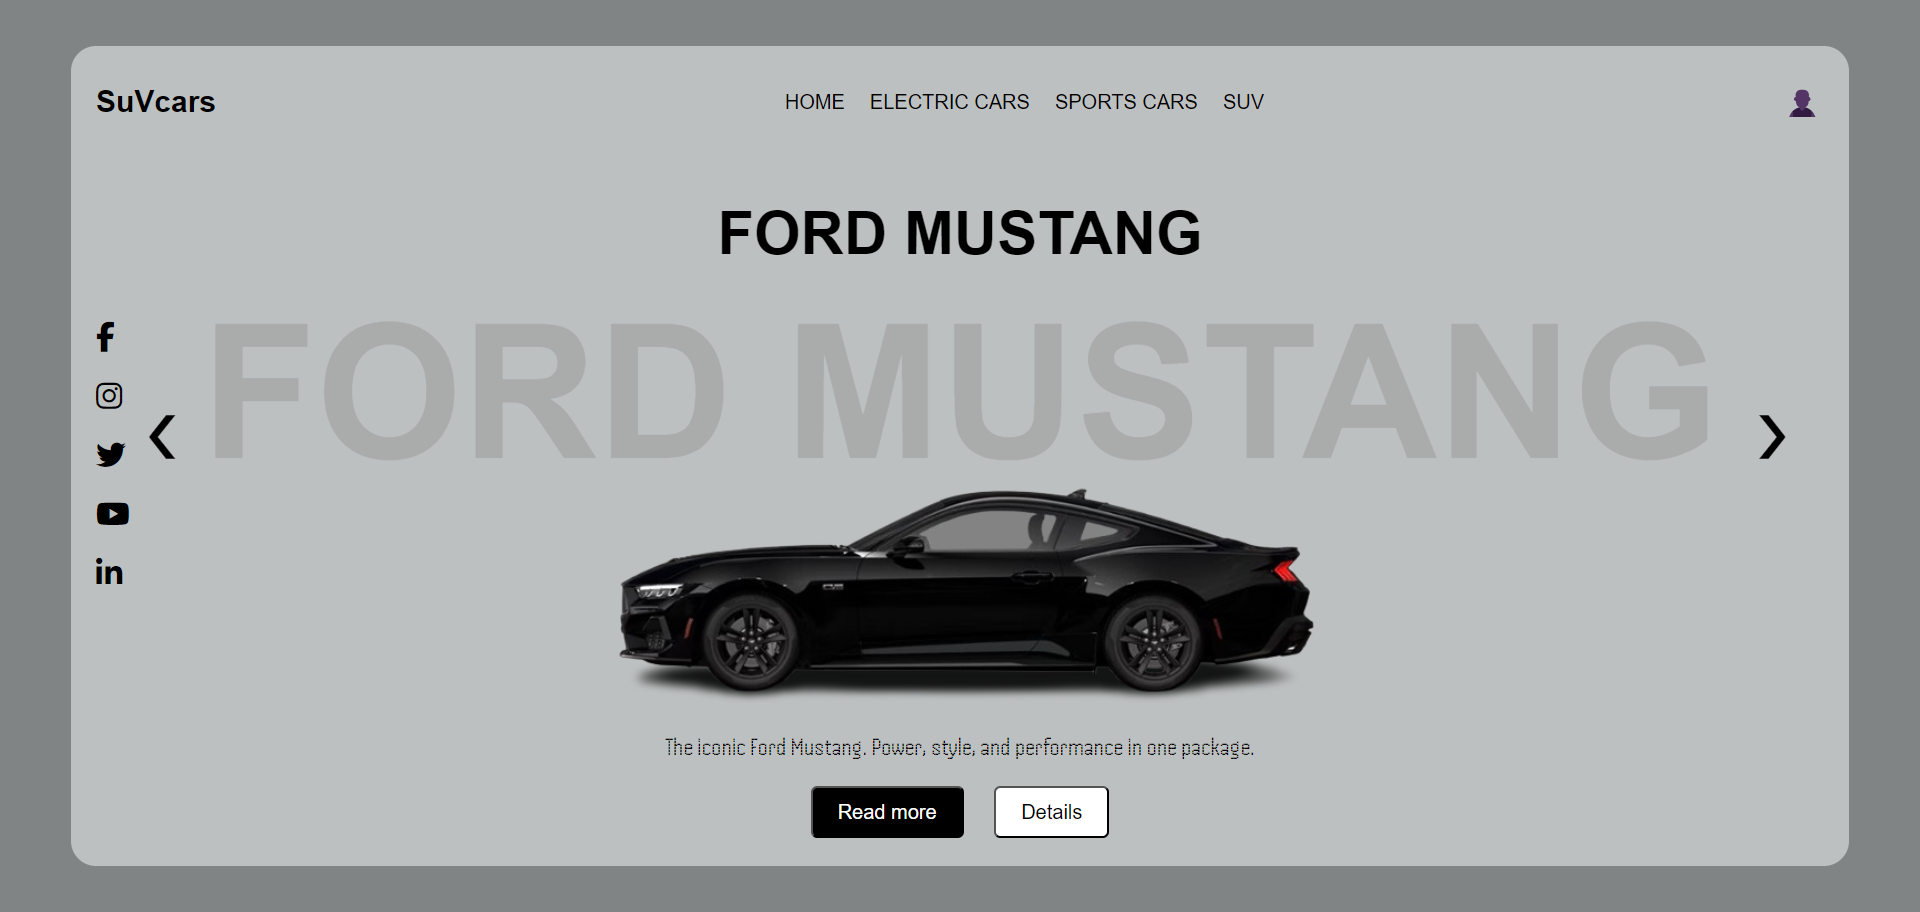 SuVcars
HOME ELECTRIC CARS SPORTS CARS SUV
FORD MUSTANG
FORD MUSTANG
The iconic Ford Mustang. Power, style, and performance in one package.
Read more
Details